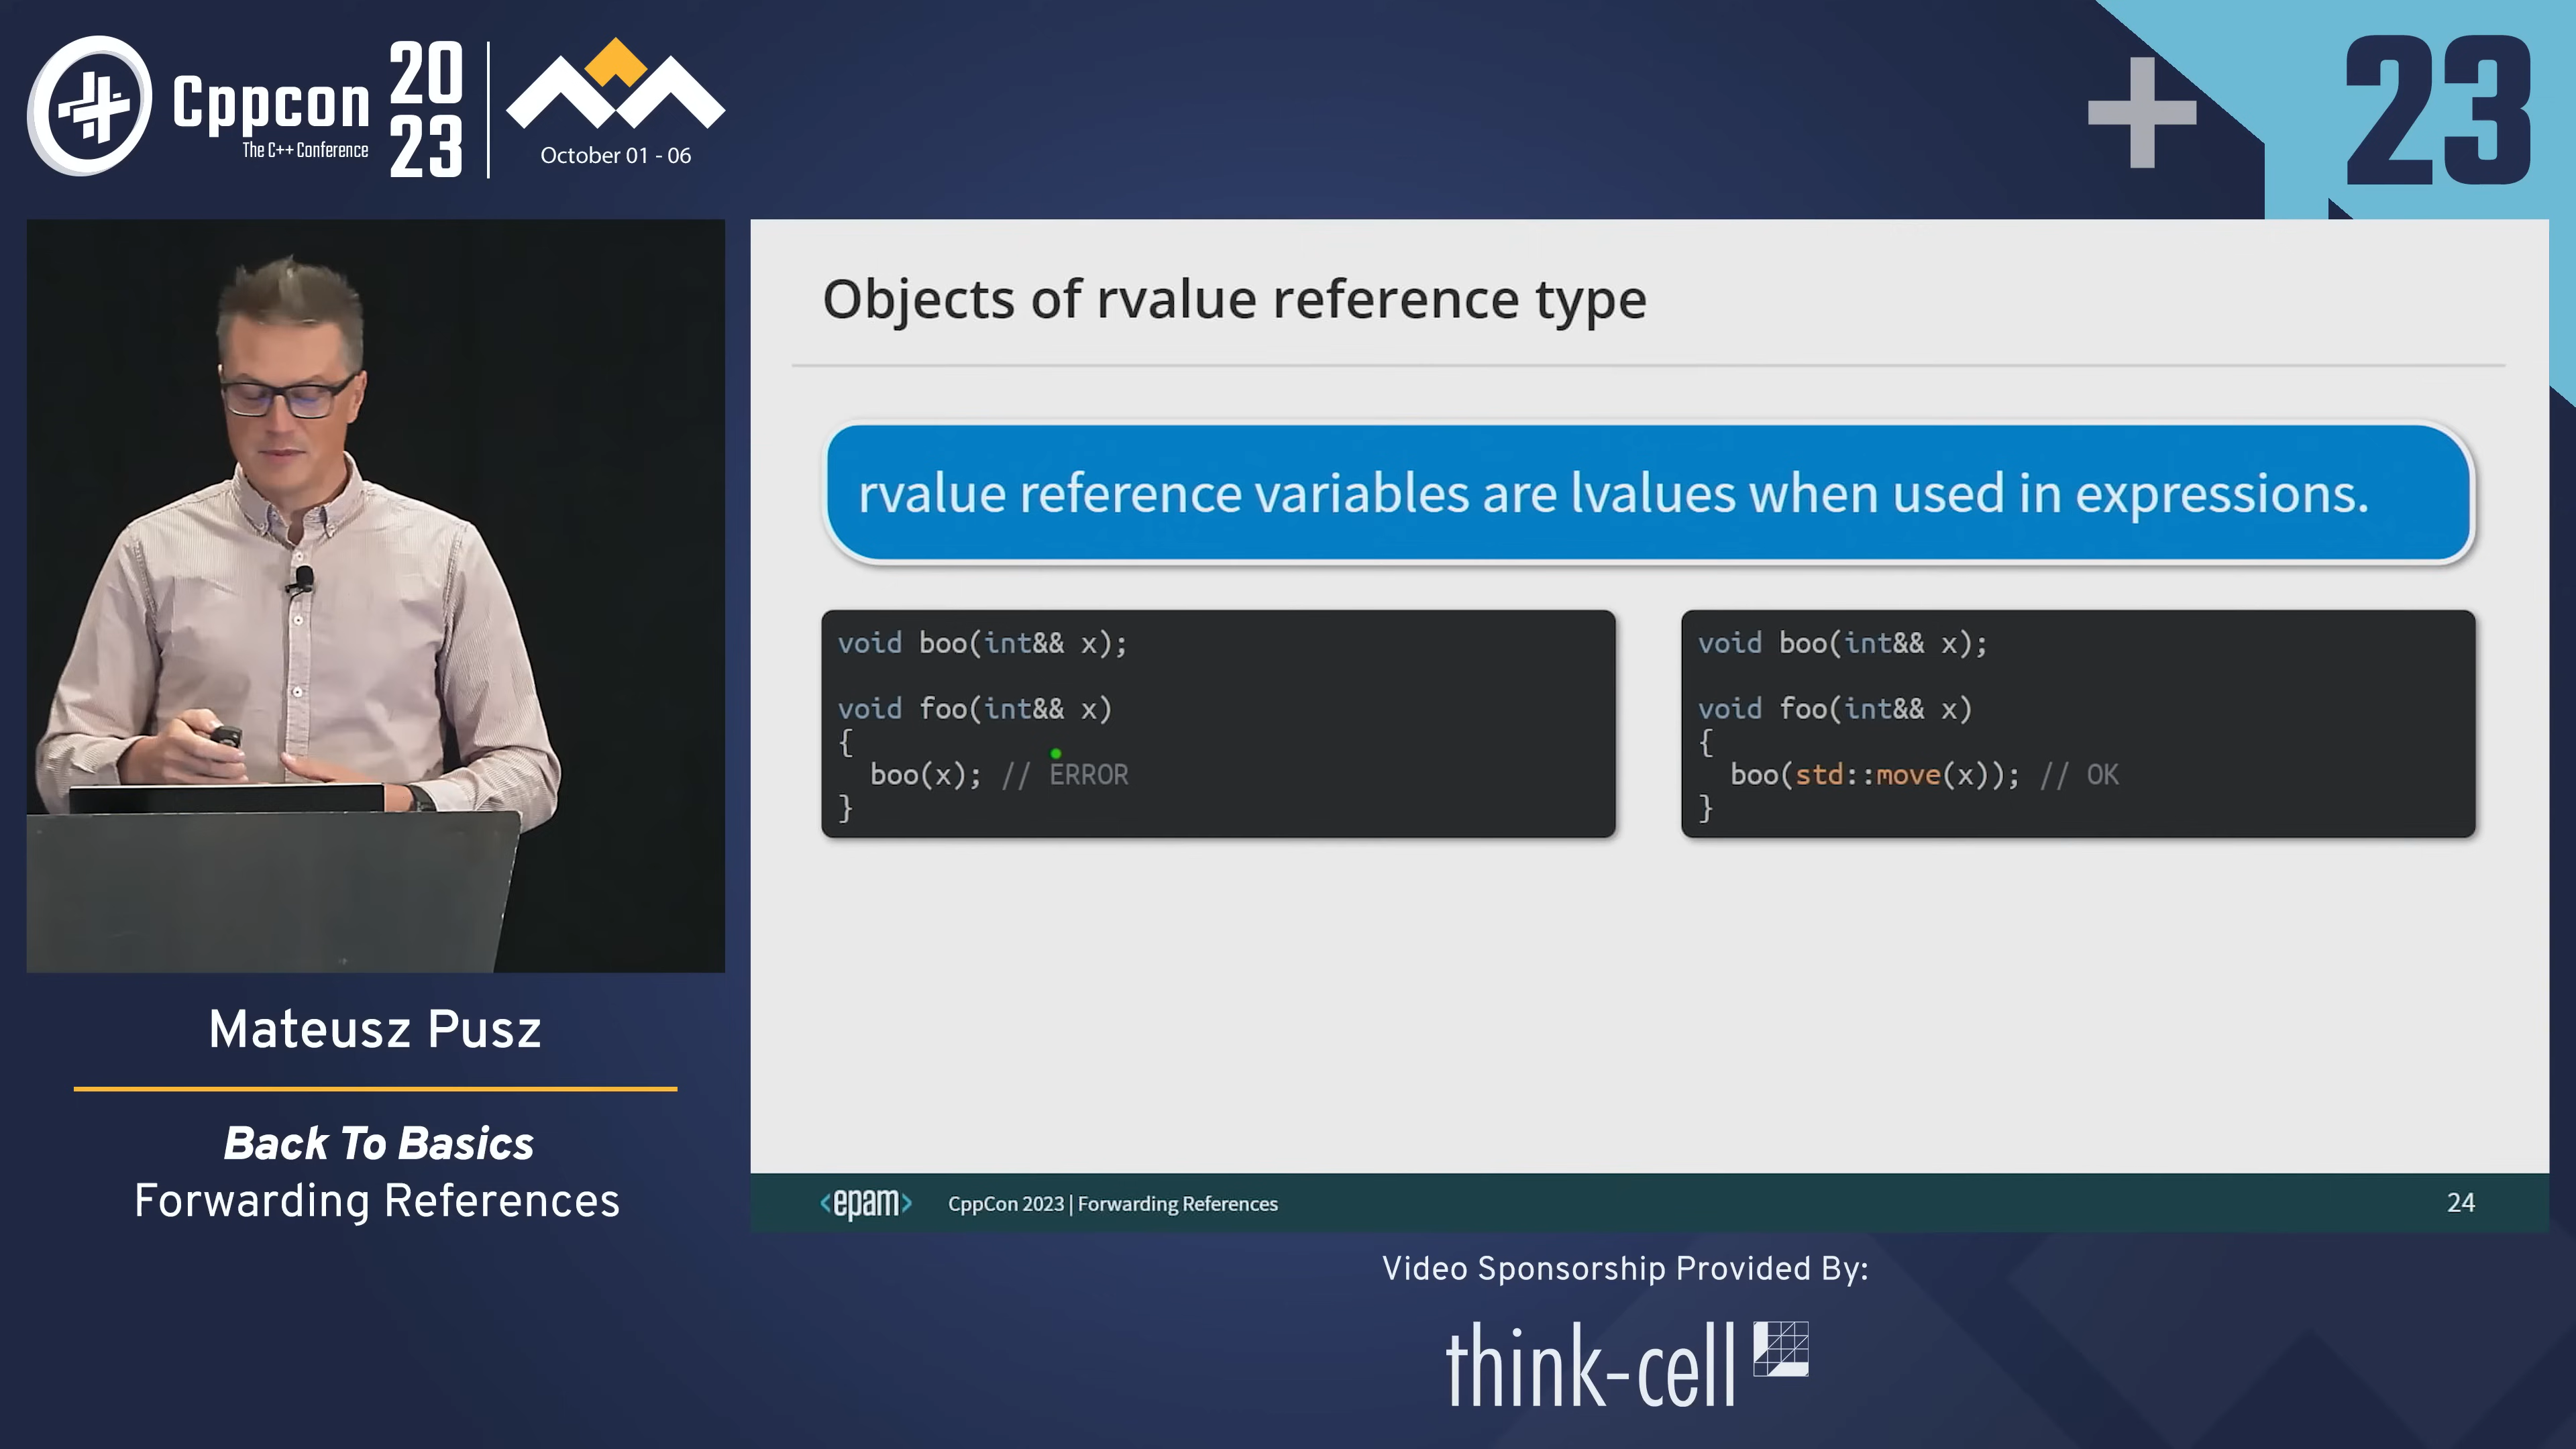 Cppcon
The C++ Conference
20
23
October 01 - 06
23
Objects of rvalue reference type
rvalue reference variables are lvalues when used in expressions.
void boo(int&& x);
void foo(int&& x)
{
  boo(x); // ERROR
}
void boo(int&& x);
void foo(int&& x)
{
  boo(std::move(x)); // OK
}
Mateusz Pusz
Back To Basics
Forwarding References
<epam>
CppCon 2023 | Forwarding References
24
Video Sponsorship Provided By:
think-cell